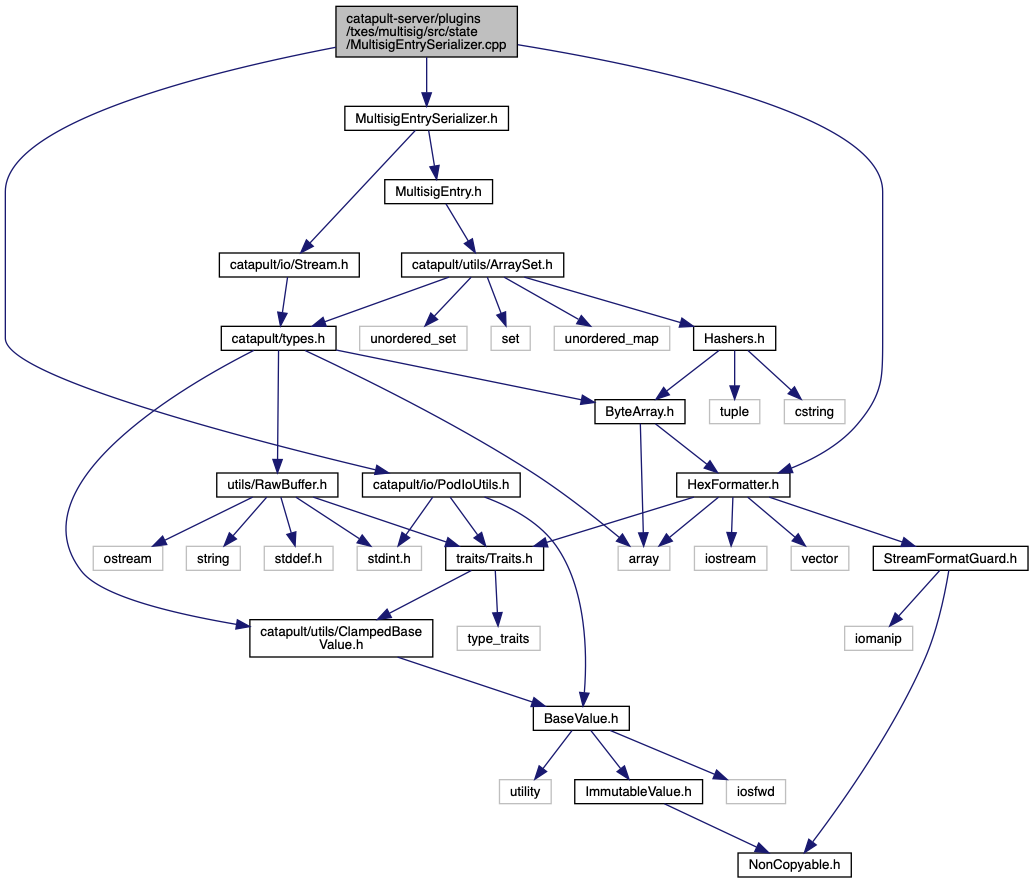 catapult-server/plugins
/txes/multisig/src/state
/MultisigEntrySerializer.cpp
MultisigEntrySerializer.h
MultisigEntry.h
catapult/io/Stream.h
catapult/utils/ArraySet.h
catapult/types.h
unordered_set
set
unordered_map
Hashers.h
ByteArray.h
tuple
cstring
utils/RawBuffer.h
catapult/io/PodIoUtils.h
HexFormatter.h
ostream
string
stddef.h
stdint.h
traits/Traits.h
array
iostream
vector
StreamFormatGuard.h
catapult/utils/ClampedBase
Value.h
type_traits
iomanip
BaseValue.h
utility
ImmutableValue.h
iosfwd
NonCopyable.h